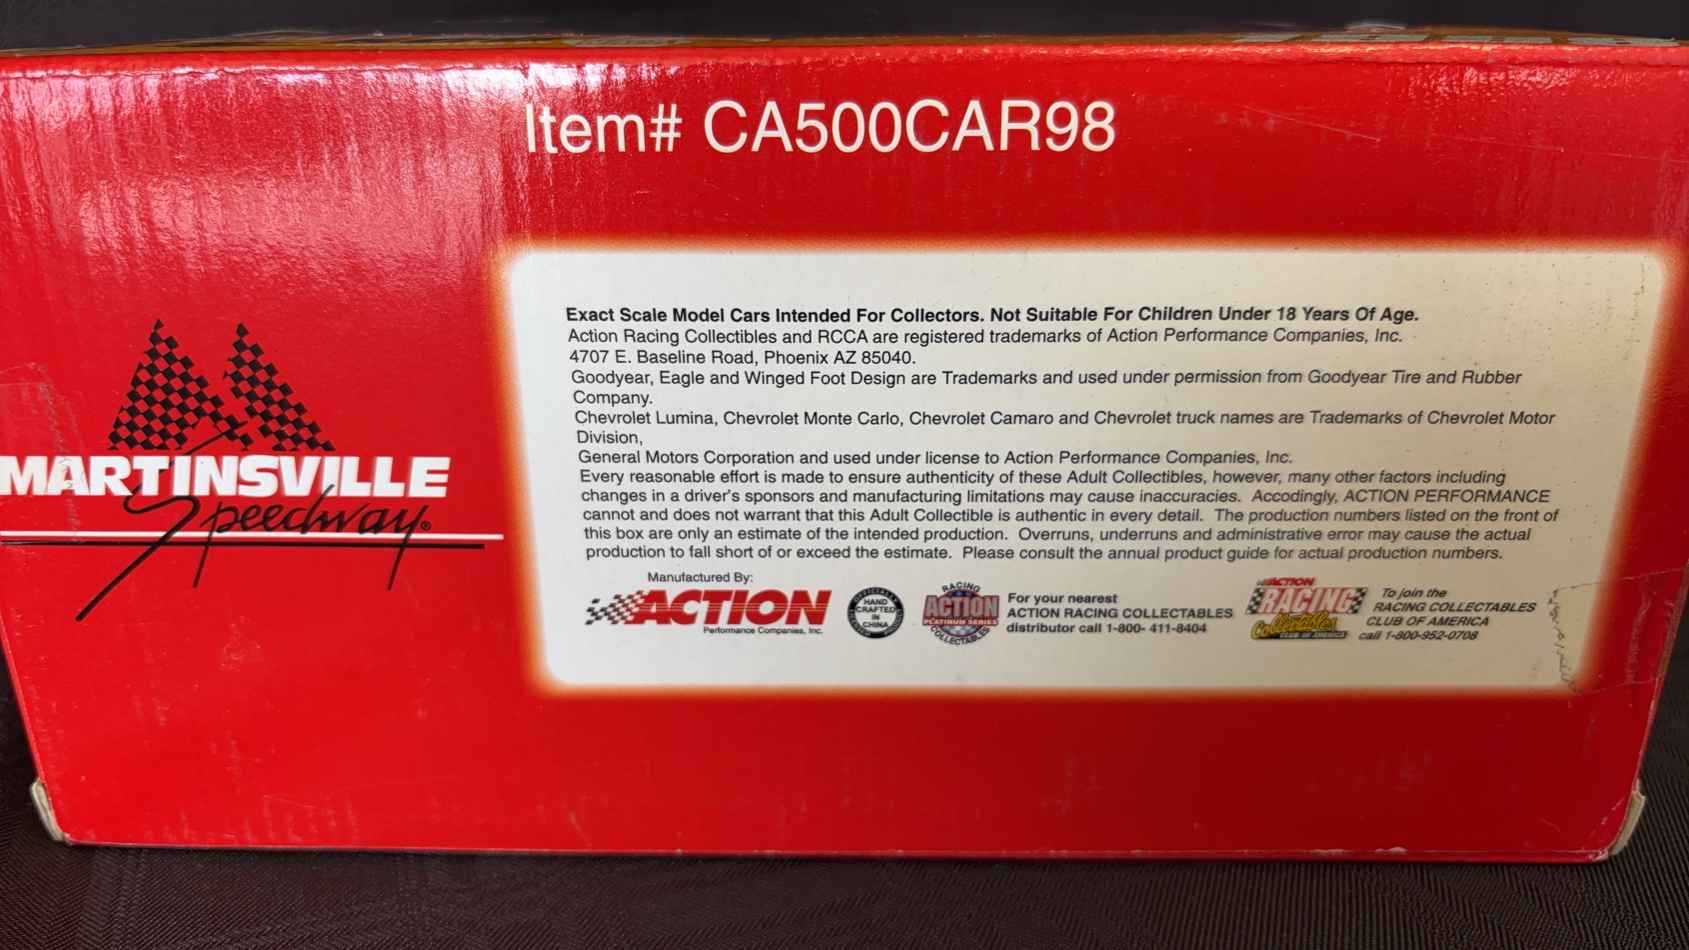 Item# CA500CAR98
MARTINSVILLE
Speedway®
Exact Scale Model Cars Intended For Collectors. Not Suitable For Children Under 18 Years Of Age.
Action Racing Collectibles and RCCA are registered trademarks of Action Performance Companies, Inc.
4707 E. Baseline Road, Phoenix AZ 85040.
Goodyear, Eagle and Winged Foot Design are Trademarks and used under permission from Goodyear Tire and Rubber
Company.
Chevrolet Lumina, Chevrolet Monte Carlo, Chevrolet Camaro and Chevrolet truck names are Trademarks of Chevrolet Motor
Division,
General Motors Corporation and used under license to Action Performance Companies, Inc.
Every reasonable effort is made to ensure authenticity of these Adult Collectibles, however, many other factors including
changes in a driver's sponsors and manufacturing limitations may cause inaccuracies. Accodingly, ACTION PERFORMANCE
cannot and does not warrant that this Adult Collectible is authentic in every detail. The production numbers listed on the front of
this box are only an estimate of the intended production. Overruns, underruns and administrative error may cause the actual
production to fall short of or exceed the estimate. Please consult the annual product guide for actual production numbers.
Manufactured By:
ACTION
Performance Companies, Inc.
HAND
CRAFTED
IN
CHINA
RACING
ACTION
PLATINUM SERIES
COLLECTABLES
For your nearest
ACTION RACING COLLECTABLES
distributor call 1-800- 411-8404
ACTION
RACING
Collectables
CLUB OF AMERICA
To join the
RACING COLLECTABLES
CLUB OF AMERICA
call 1-800-952-0708